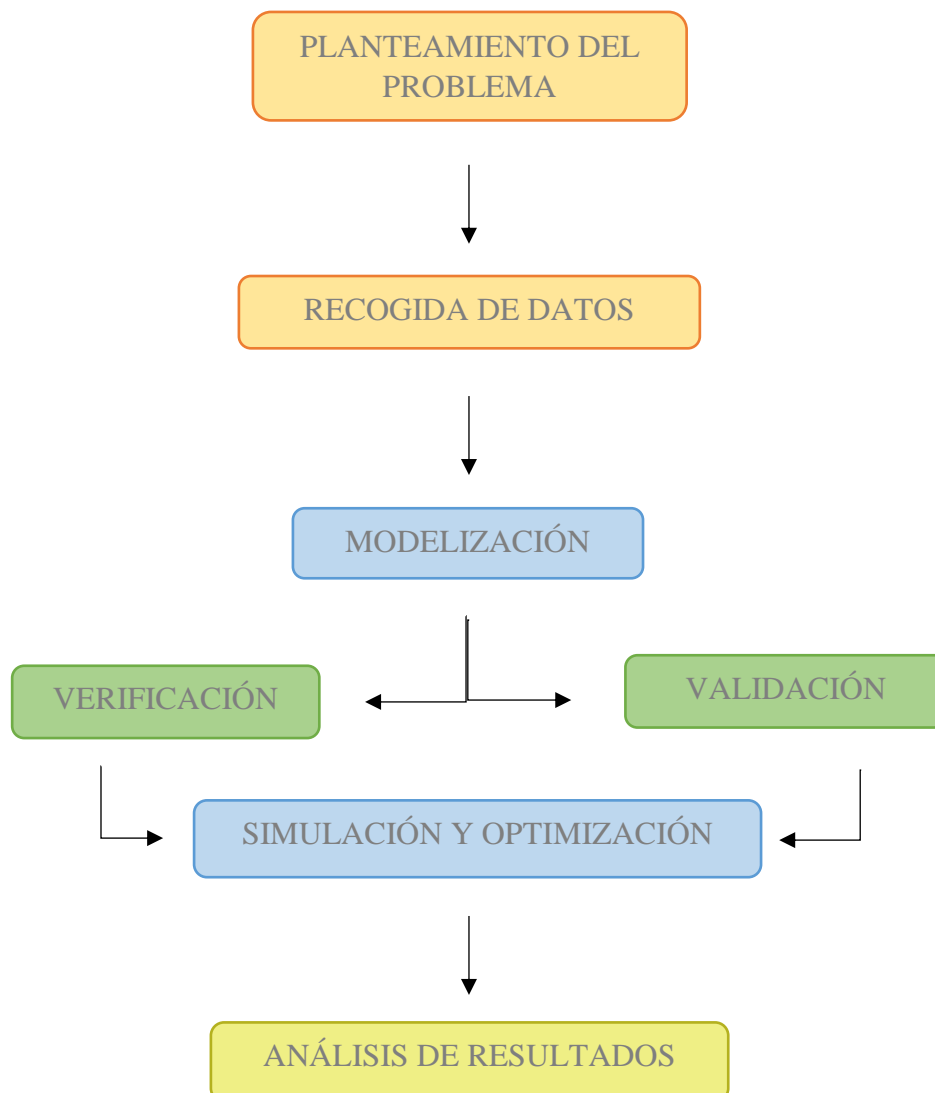 PLANTEAMIENTO DEL
PROBLEMA
RECOGIDA DE DATOS
MODELIZACIÓN
VERIFICACIÓN
VALIDACIÓN
SIMULACIÓN Y OPTIMIZACIÓN
ANÁLISIS DE RESULTADOS